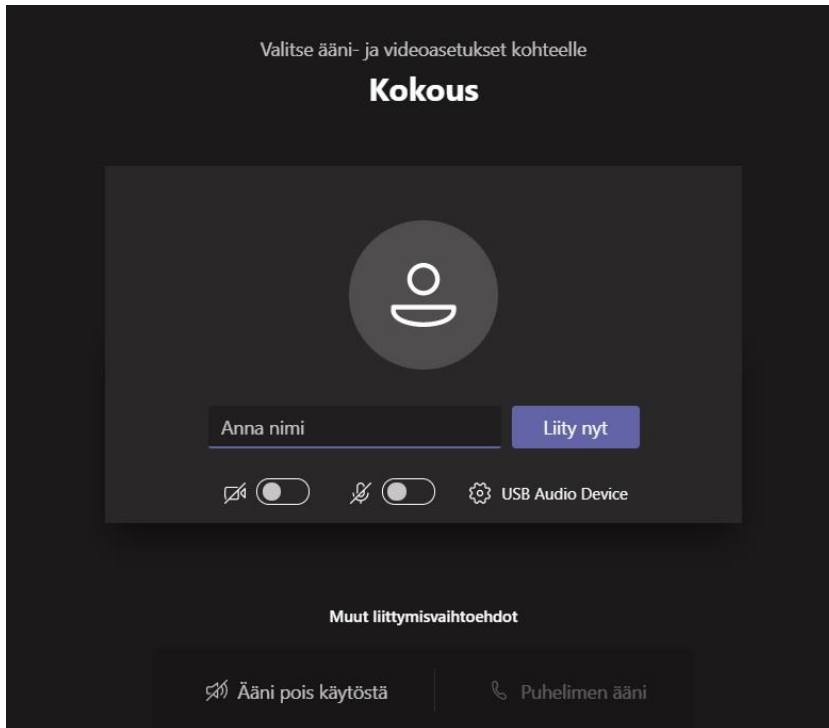 Valitse ääni- ja videoasetukset kohteelle
Kokous
Anna nimi
Liity nyt
USB Audio Device
Muut liittymisvaihtoehdot
Ääni pois käytöstä
Puhelimen ääni